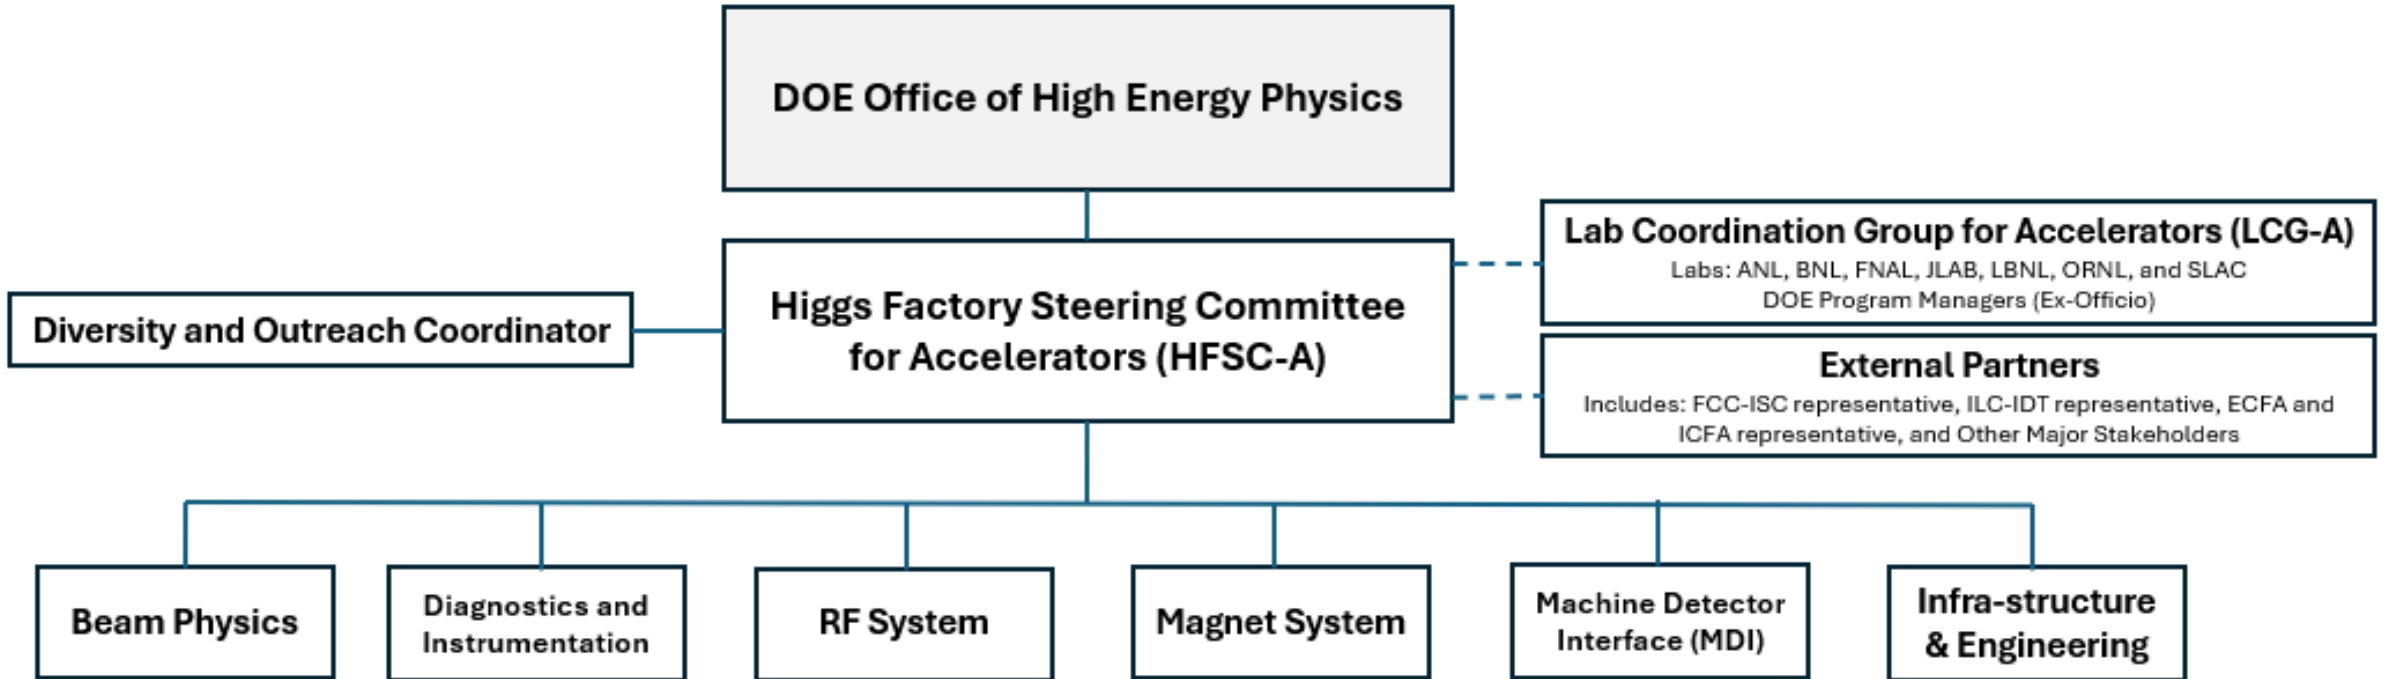 DOE Office of High Energy Physics
Lab Coordination Group for Accelerators (LCG-A)
Labs: ANL, BNL, FNAL, JLAB, LBNL, ORNL, and SLAC
DOE Program Managers (Ex-Officio)
Higgs Factory Steering Committee
for Accelerators (HFSC-A)
Diversity and Outreach Coordinator
External Partners
Includes: FCC-ISC representative, ILC-IDT representative, ECFA and
ICFA representative, and Other Major Stakeholders
Beam Physics
Diagnostics and
Instrumentation
RF System
Magnet System
Machine Detector
Interface (MDI)
Infra-structure
& Engineering